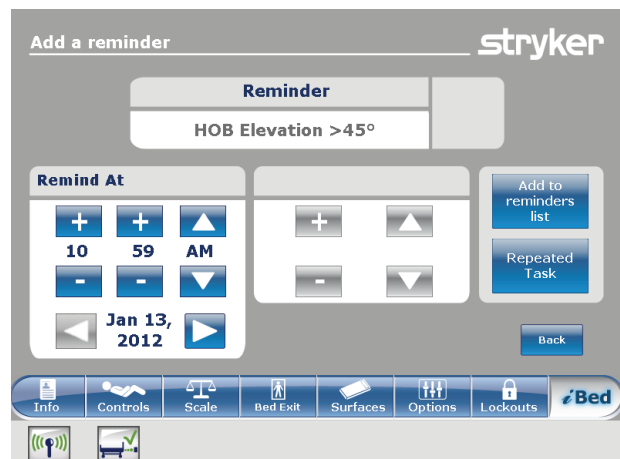 Add a reminder
stryker
Reminder
HOB Elevation >45º
Remind At
+ + 
10 59 AM
- -
Jan 13,
2012
+
-
Add to
reminders
list
Repeated
Task
Back
Info Controls Scale Bed Exit Surfaces Options Lockouts iBed